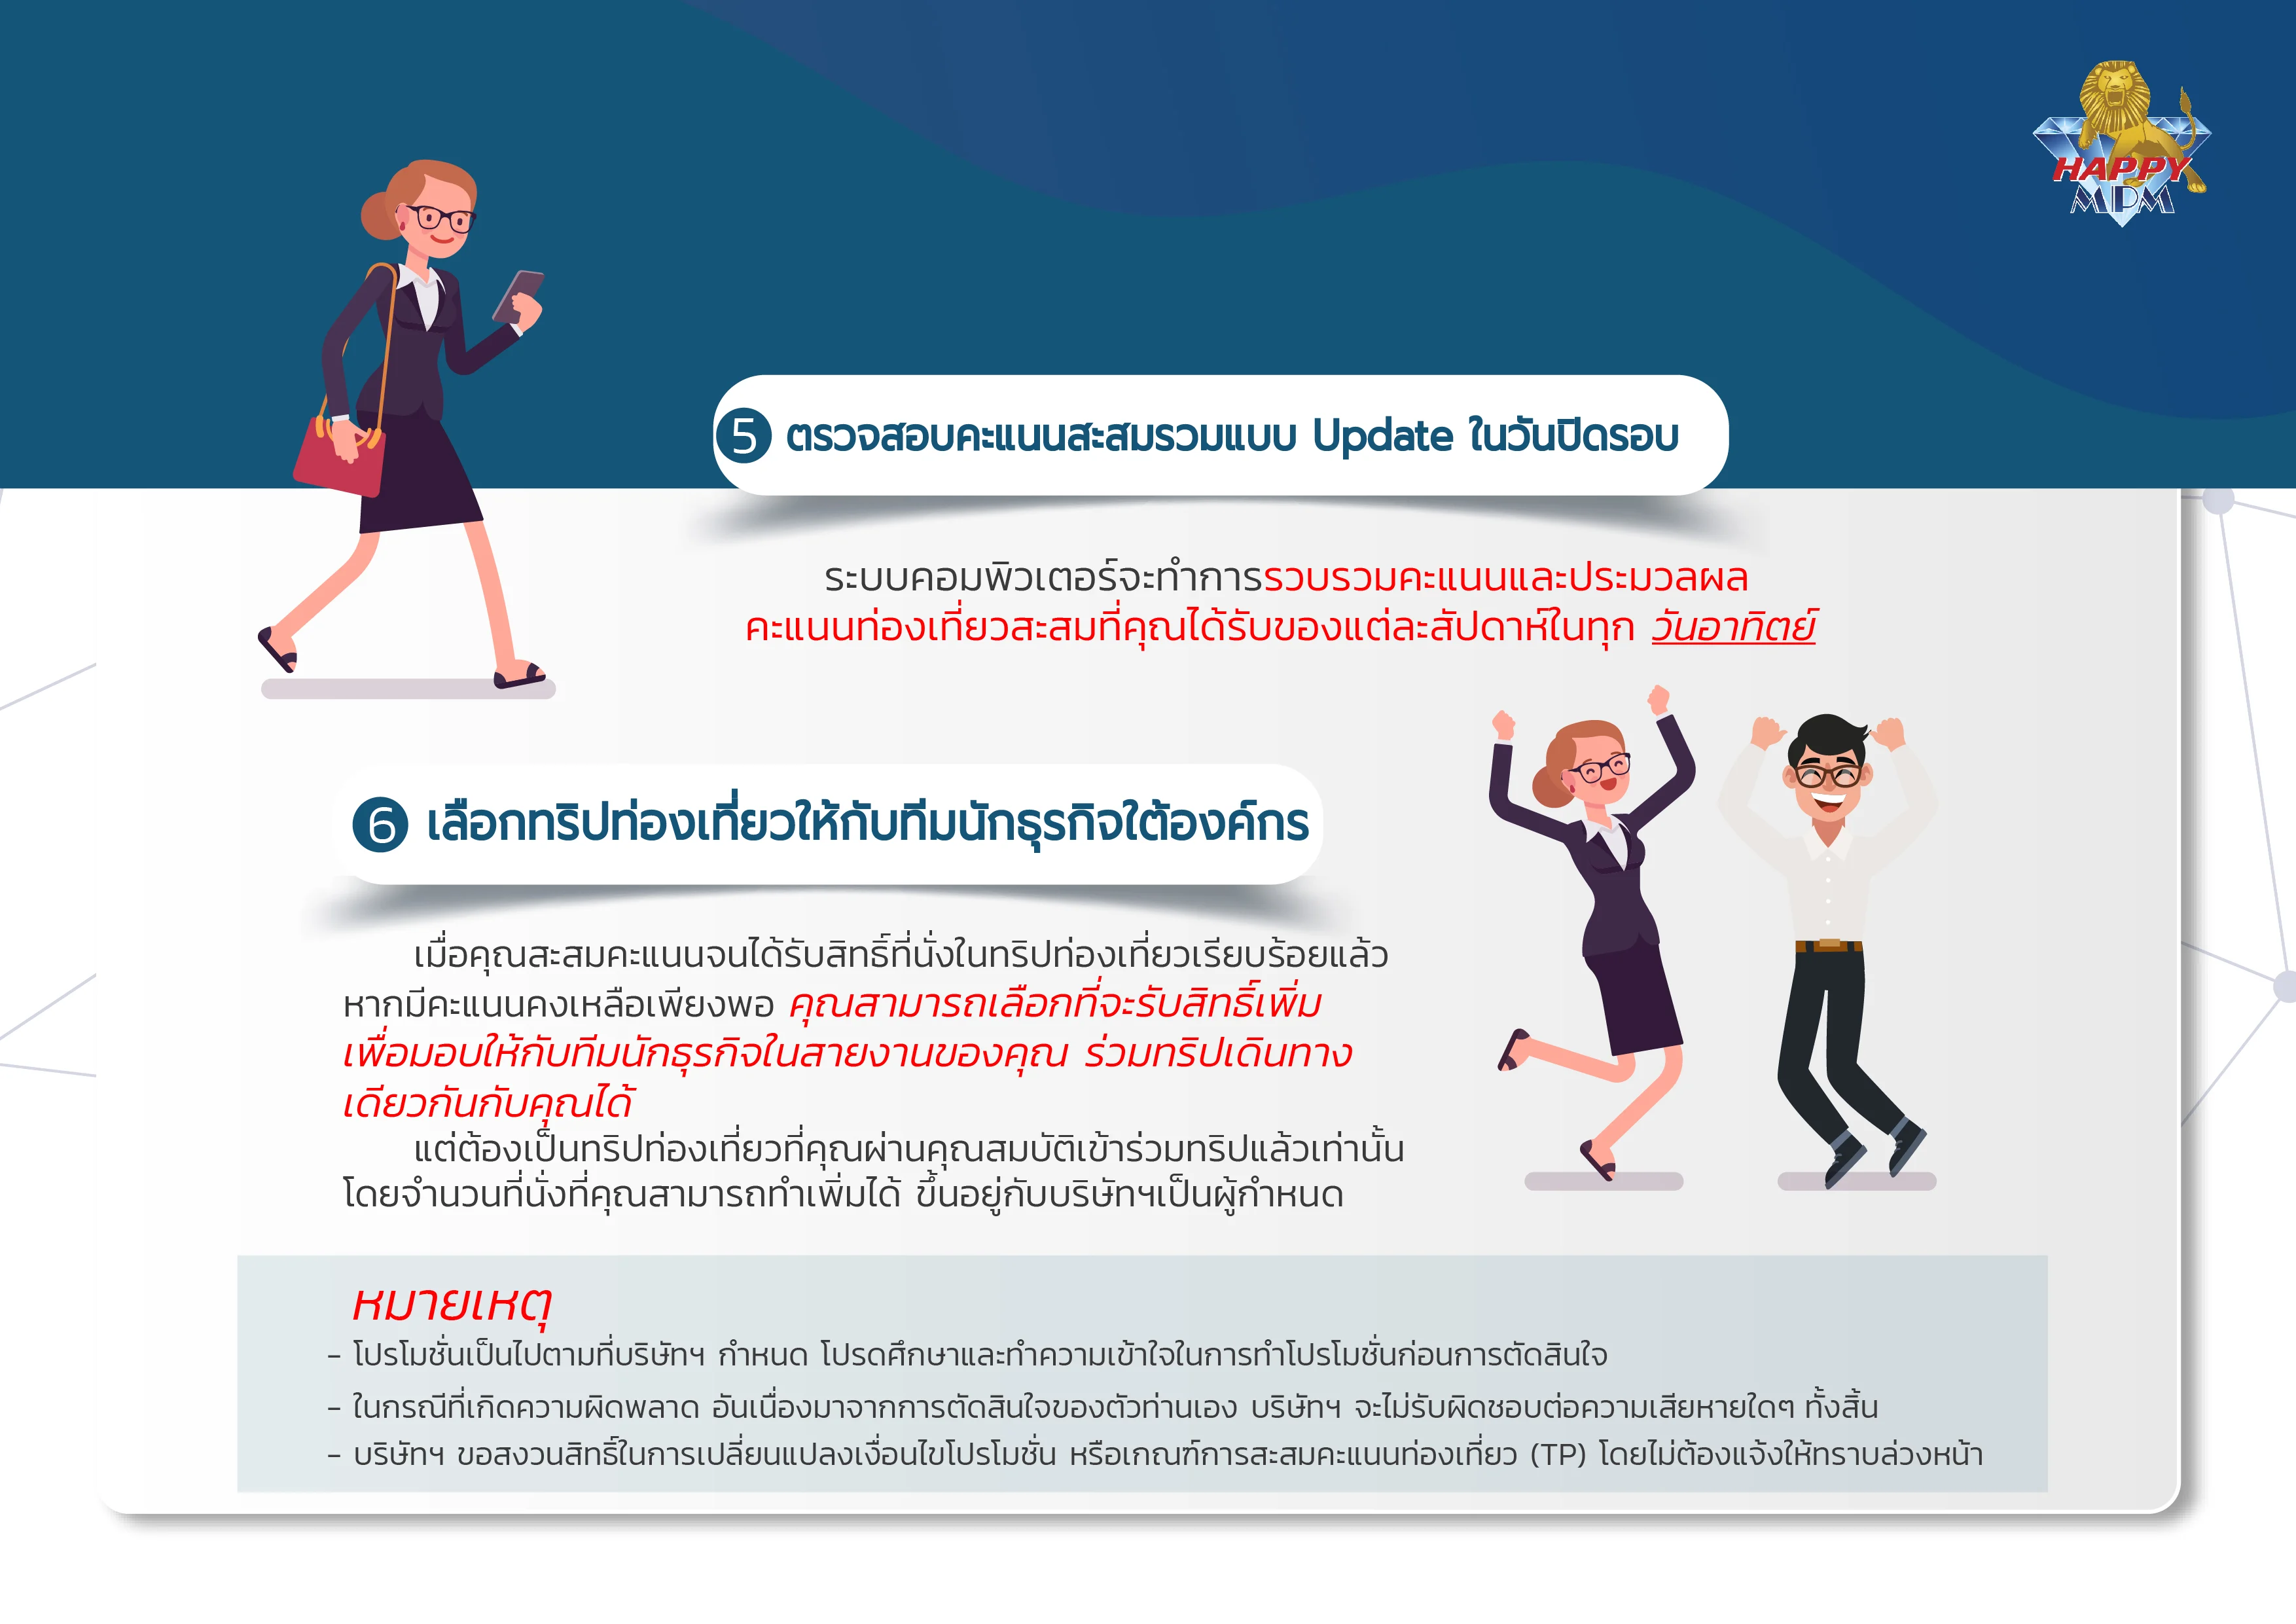 HAPPY
MPM
5 ตรวจสอบคะแนนสะสมรวมแบบ Update ในวันปิดรอบ
ระบบคอมพิวเตอร์จะทำการรวบรวมคะแนนและประมวลผล
คะแนนท่องเที่ยวสะสมที่คุณได้รับของแต่ละสัปดาห์ในทุก วันอาทิตย์
6 เลือกทริปท่องเที่ยวให้กับทีมนักธุรกิจใต้องค์กร
เมื่อคุณสะสมคะแนนจนได้รับสิทธิ์ที่นั่งในทริปท่องเที่ยวเรียบร้อยแล้ว
หากมีคะแนนคงเหลือเพียงพอ คุณสามารถเลือกที่จะรับสิทธิ์เพิ่ม
เพื่อมอบให้กับทีมนักธุรกิจในสายงานของคุณ ร่วมทริปเดินทาง
เดียวกันกับคุณได้
แต่ต้องเป็นทริปท่องเที่ยวที่คุณผ่านคุณสมบัติเข้าร่วมทริปแล้วเท่านั้น
โดยจำนวนที่นั่งที่คุณสามารถทำเพิ่มได้ ขึ้นอยู่กับบริษัทฯเป็นผู้กำหนด
หมายเหตุ
- โปรโมชั่นเป็นไปตามที่บริษัทฯ กำหนด โปรดศึกษาและทำความเข้าใจในการทำโปรโมชั่นก่อนการตัดสินใจ
- ในกรณีที่เกิดความผิดพลาด อันเนื่องมาจากการตัดสินใจของตัวท่านเอง บริษัทฯ จะไม่รับผิดชอบต่อความเสียหายใดๆ ทั้งสิ้น
- บริษัทฯ ขอสงวนสิทธิ์ในการเปลี่ยนแปลงเงื่อนไขโปรโมชั่น หรือเกณฑ์การสะสมคะแนนท่องเที่ยว (TP) โดยไม่ต้องแจ้งให้ทราบล่วงหน้า